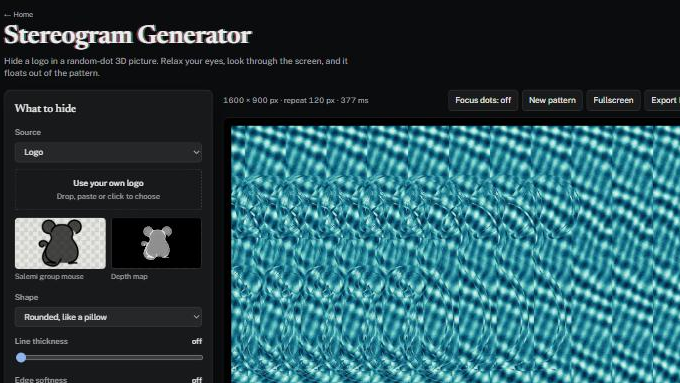 ← Home
Stereogram Generator
Hide a logo in a random-dot 3D picture. Relax your eyes, look through the screen, and it
floats out of the pattern.
What to hide
Source
Logo
Use your own logo
Drop, paste or click to choose
Salemi group mouse
Depth map
Shape
Rounded, like a pillow
Line thickness
off
Edge softness
off
1600 × 900 px · repeat 120 px · 377 ms
Focus dots: off
New pattern
Fullscreen
Export